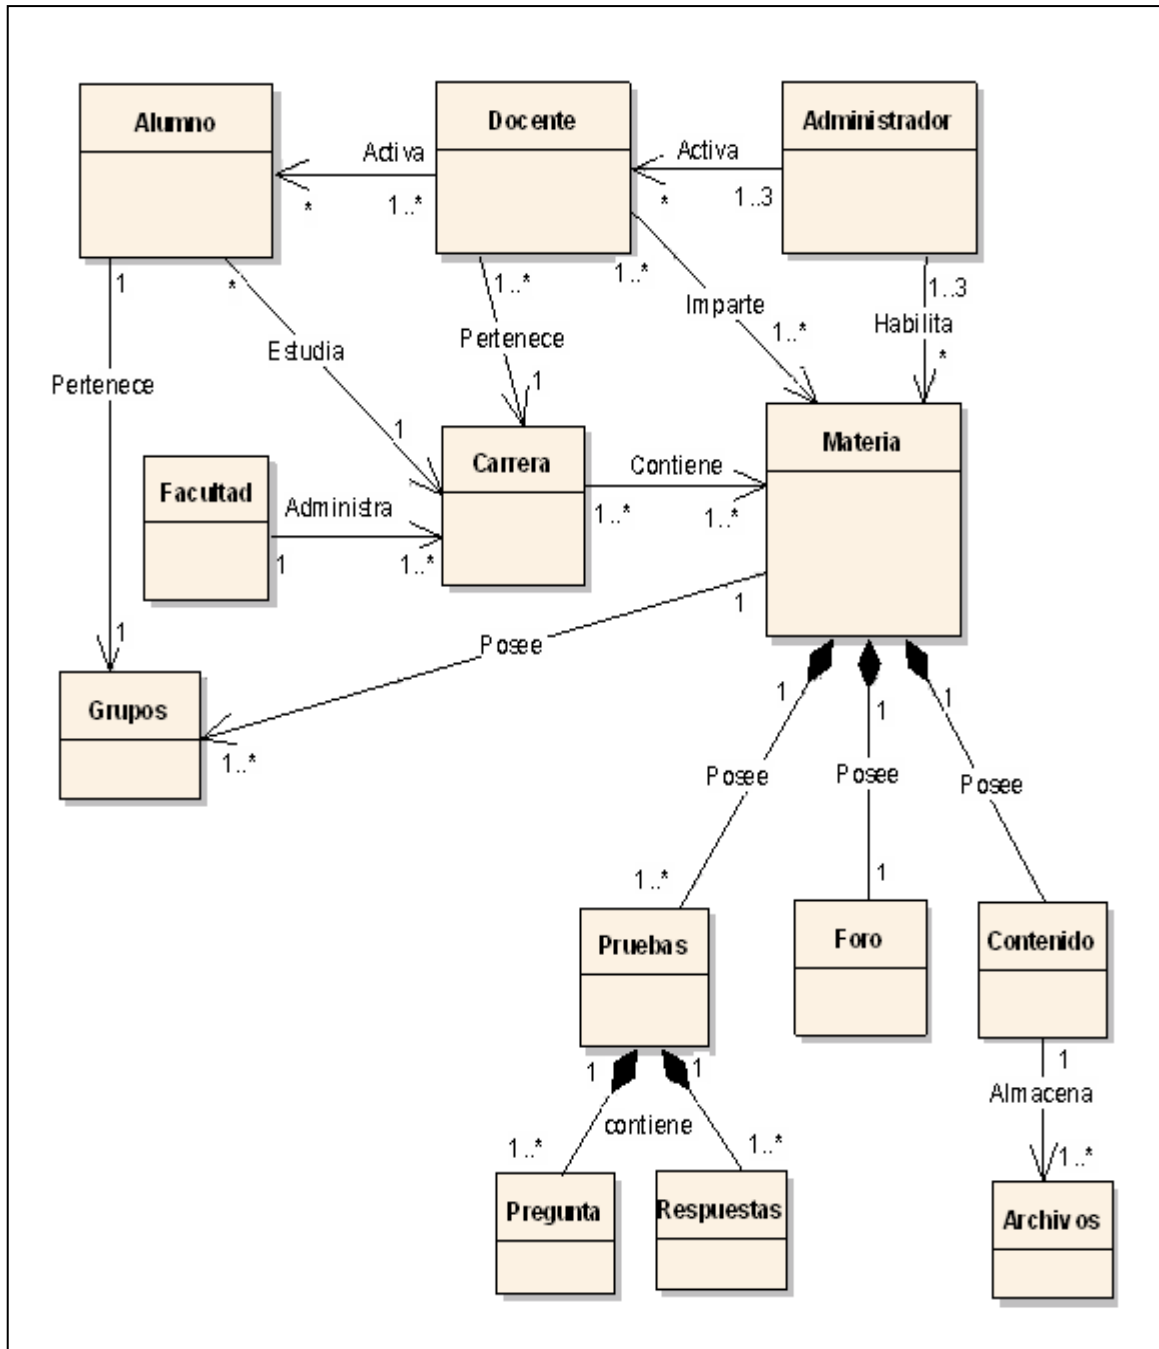 Alumno
Docente
Administrador
Activa
Activa
*
1..*
*
1..3
1
*
1..*
1..*
1..3
Imparte
Habilita
Pertenece
Estudia
1..*
*
Pertenece
1
1
Materia
Carrera
Contiene
Facultad
Administra
1..*
1..*
1
1..*
1
1
Posee
Grupos
1..*
1
1
1
Posee
Posee
Posee
1..*
1
Pruebas
Foro
Contenido
1
1
1
Almacena
contiene
1..*
1..*
1..*
Pregunta
Respuestas
Archivos